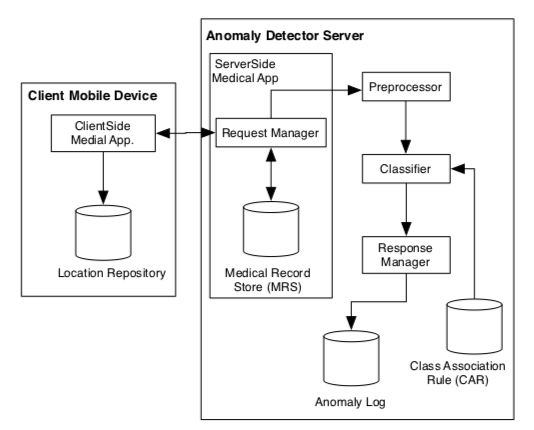 Anomaly Detector Server
ServerSide
Medical App
Client Mobile Device
ClientSide
Medial App.
Request Manager
Preprocessor
Classifier
Location Repository
Medical Record
Store (MRS)
Response
Manager
Class Association
Rule (CAR)
Anomaly Log